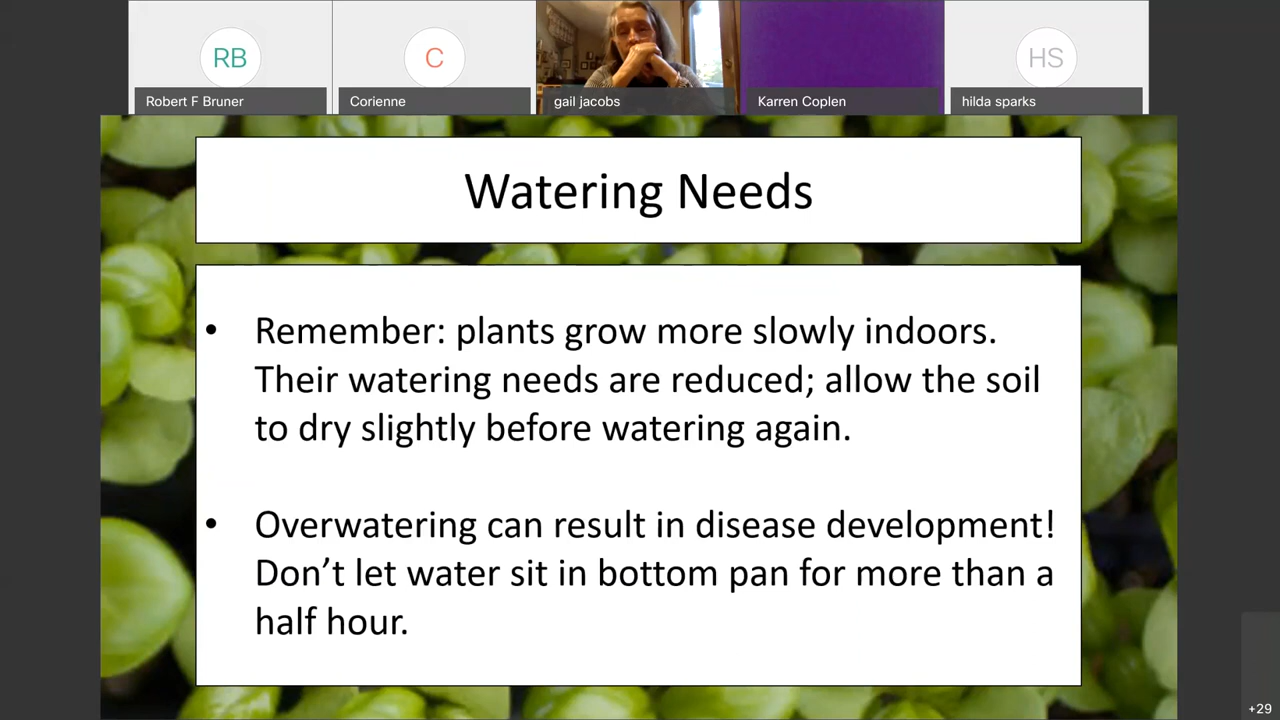 RB
C
HS
Robert F Bruner
Corienne
gail jacobs
Karren Coplen
hilda sparks
Watering Needs
• Remember: plants grow more slowly indoors.
Their watering needs are reduced; allow the soil
to dry slightly before watering again.
• Overwatering can result in disease development!
Don’t let water sit in bottom pan for more than a
half hour.
+29